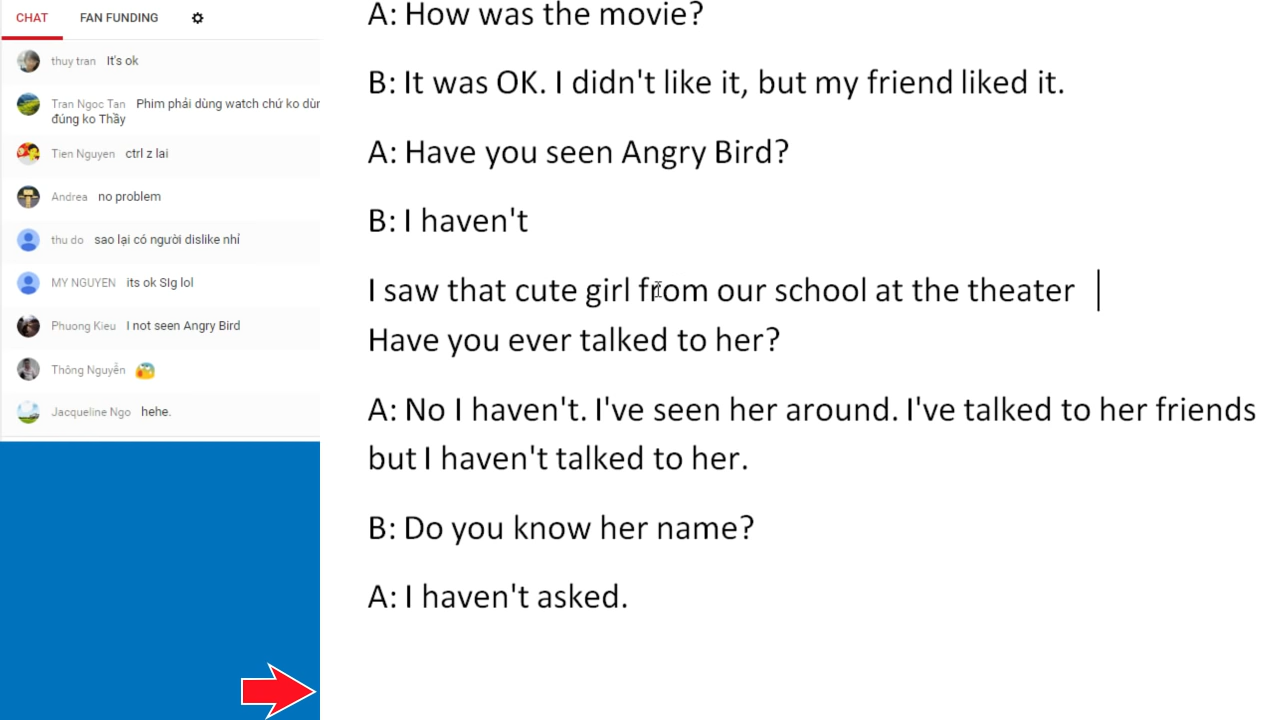 CHAT FAN FUNDING
thuy tran It's ok
Tran Ngoc Tan Phim phải dùng watch chứ ko
đúng ko Thầy
Tien Nguyen ctrl z lai
Andrea no problem
thu do sao lại có người dislike nhỉ
MY NGUYEN its ok SIg lol
Phuong Kieu I not seen Angry Bird
Thông Nguyễn
Jacqueline Ngo hehe.
A: How was the movie?
B: It was OK. I didn't like it, but my friend liked it.
A: Have you seen Angry Bird?
B: I haven't
I saw that cute girl from our school at the theater
Have you ever talked to her?
A: No I haven't. I've seen her around. I've talked to her friends
but I haven't talked to her.
B: Do you know her name?
A: I haven't asked.